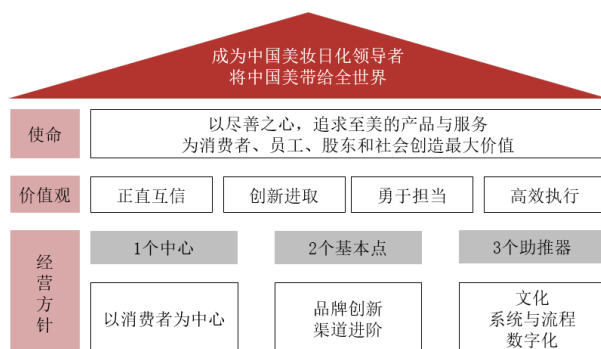 成为中国美妆日化领导者
将中国美带给全世界
使命
以尽善之心，追求至美的产品与服务
为消费者、员工、股东和社会创造最大价值
价值观
正直互信
创新进取
勇于担当
高效执行
经营方针
1个中心
2个基本点
3个助推器
以消费者为中心
品牌创新
渠道进阶
文化
系统与流程
数字化